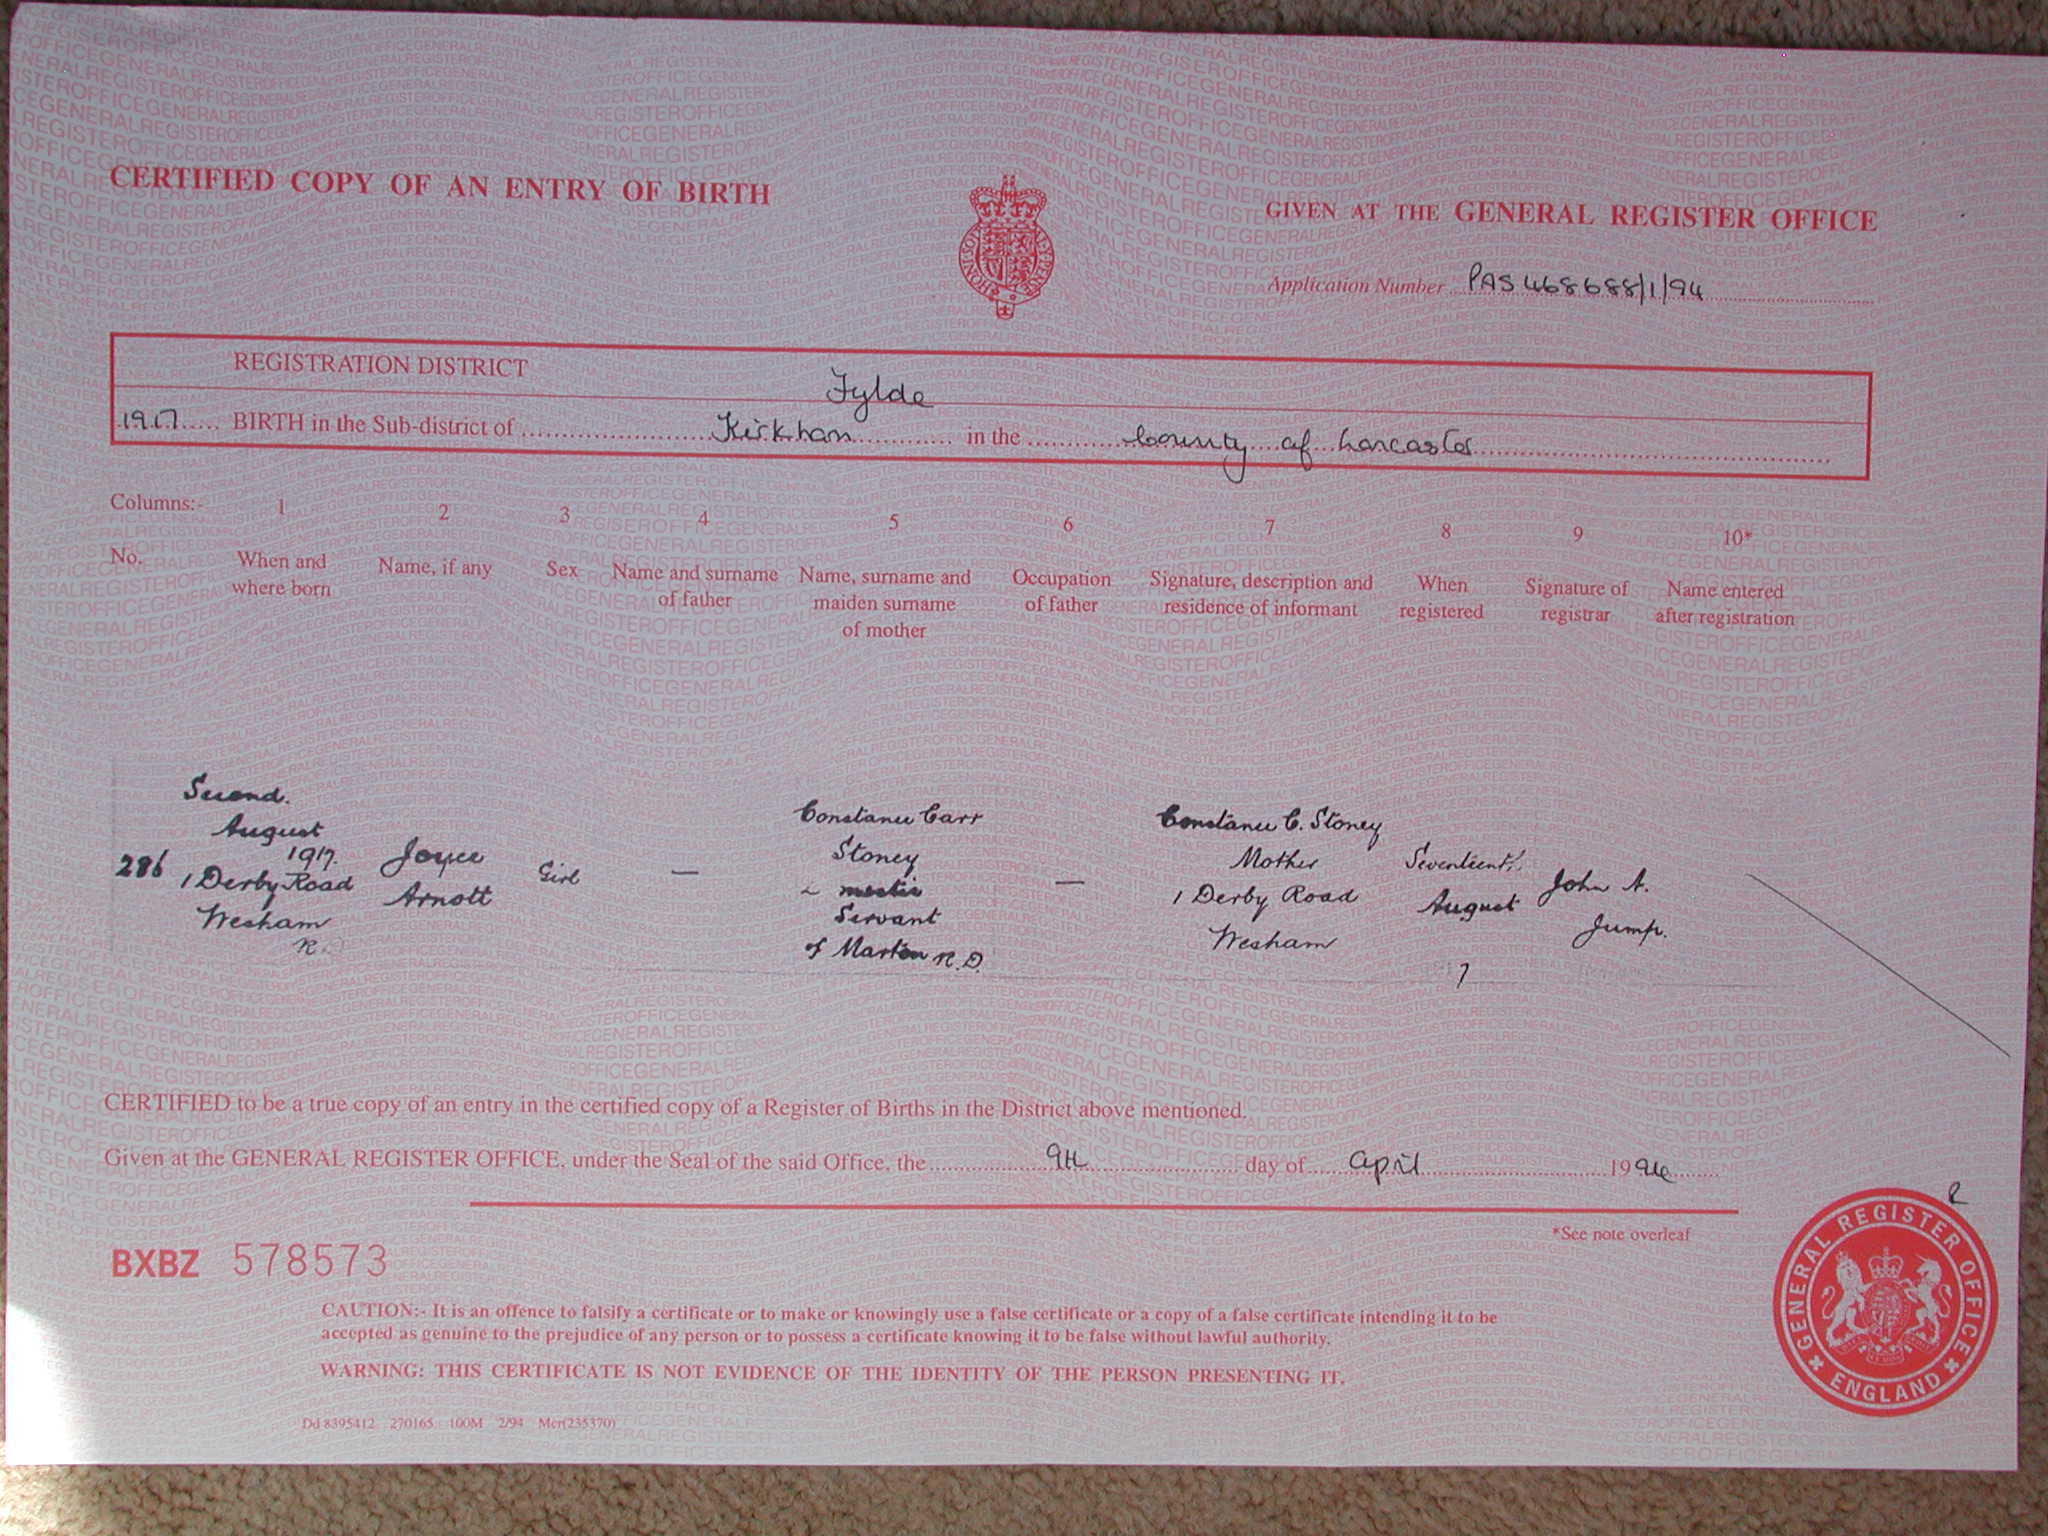 CERTIFIED COPY OF AN ENTRY OF BIRTH
GIVEN AT THE GENERAL REGISTER OFFICE
Application Number PAS468688/1/94
REGISTRATION DISTRICT Fylde
1917 BIRTH in the Sub-district of Kirkham in the County of Lancaster
Columns:- 1 2 3 4 5 6 7 8 9 10*
No. When and where born
Name, if any
Sex
Name and surname of father
Name, surname and maiden surname of mother
Occupation of father
Signature, description and residence of informant
When registered
Signature of registrar
Name entered after registration
286
Second.
August
1917.
1 Derby Road
Wesham
R.D
Joyce
Arnott
Girl
—
Constance Carr
Stoney
Servant
of Marton R.D.
—
Constance C. Stoney
Mother
1 Derby Road
Wesham
Seventeenth
August
1917
John A.
Jump.
CERTIFIED to be a true copy of an entry in the certified copy of a Register of Births in the District above mentioned.
Given at the GENERAL REGISTER OFFICE, under the Seal of the said Office, the 9th day of April 19
*See note overleaf
R
BXBZ 578573
CAUTION:- It is an offence to falsify a certificate or to make or knowingly use a false certificate or a copy of a false certificate intending it to be
accepted as genuine to the prejudice of any person or to possess a certificate knowing it to be false without lawful authority.
WARNING: THIS CERTIFICATE IS NOT EVIDENCE OF THE IDENTITY OF THE PERSON PRESENTING IT.
Dd 8395412 270165 100M 2/94 Mcr(235370)
GENERAL REGISTER OFFICE
ENGLAND